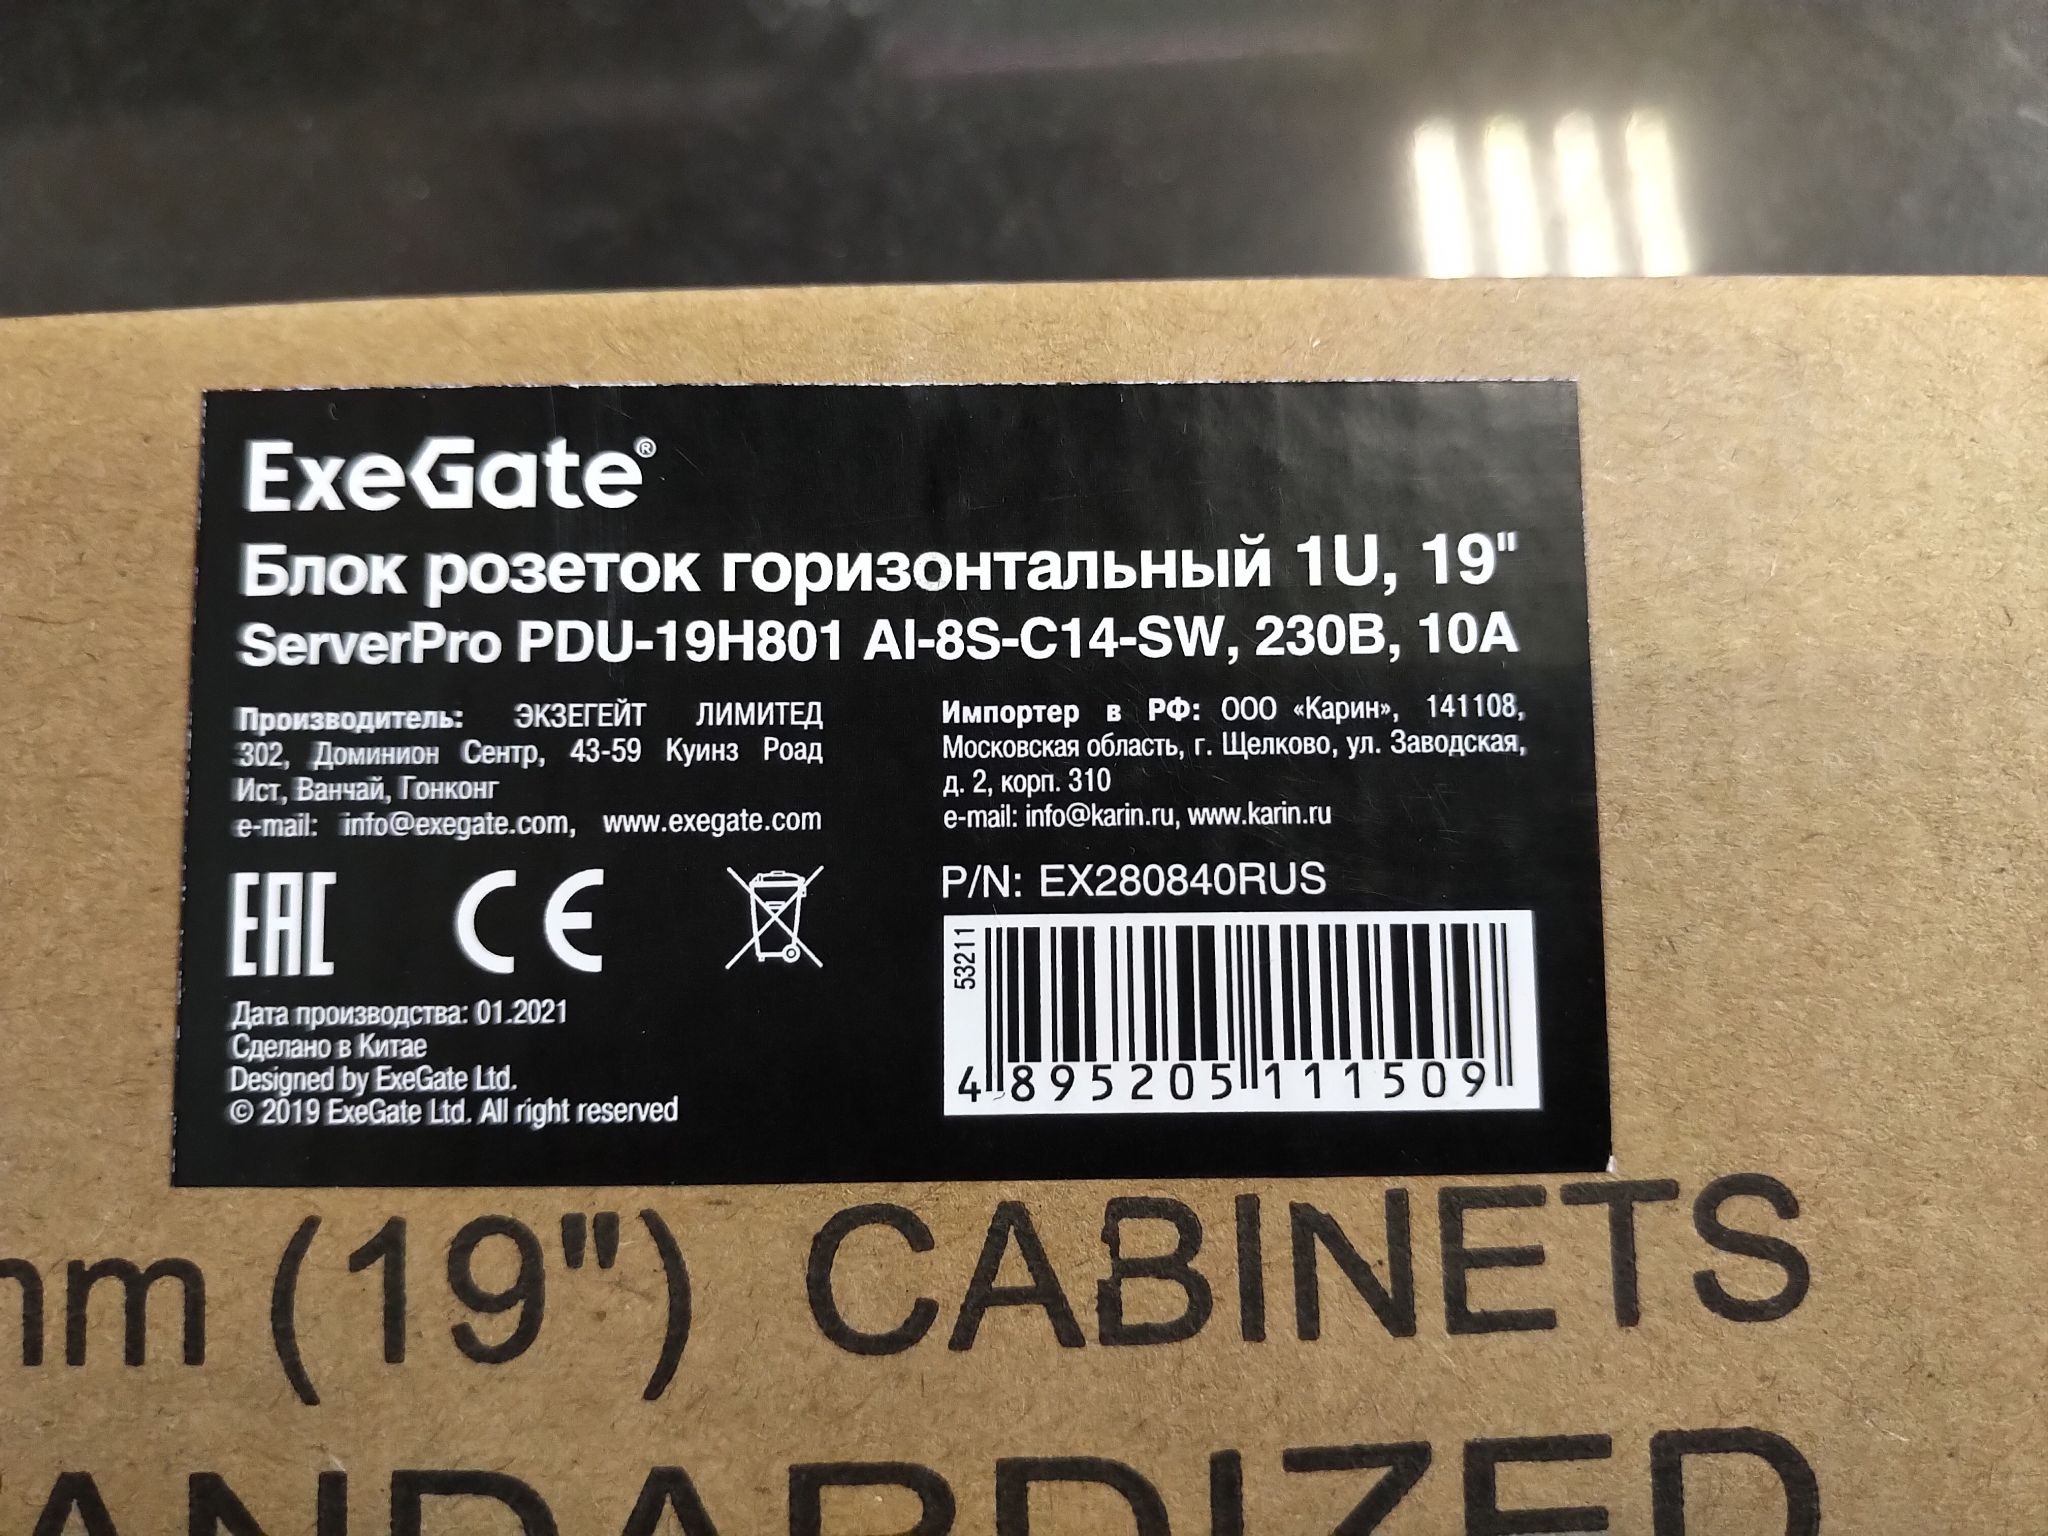 ExeGate®
Блок розеток горизонтальный 1U, 19"
ServerPro PDU-19H801 Al-8S-C14-SW, 230В, 10А
Производитель: ЭКЗЕГЕЙТ ЛИМИТЕД
302, Доминион Сентр, 43-59 Куинз Роад
Ист, Ванчай, Гонконг
e-mail: info@exegate.com, www.exegate.com
Импортер в РФ: ООО «Карин», 141108,
Московская область, г. Щелково, ул. Заводская,
д. 2, корп. 310
e-mail: info@karin.ru, www.karin.ru
EAC CE
P/N: EX280840RUS
53211
4 895205 111509
Дата производства: 01.2021
Сделано в Китае
Designed by ExeGate Ltd.
© 2019 ExeGate Ltd. All right reserved
(19") CABINETS